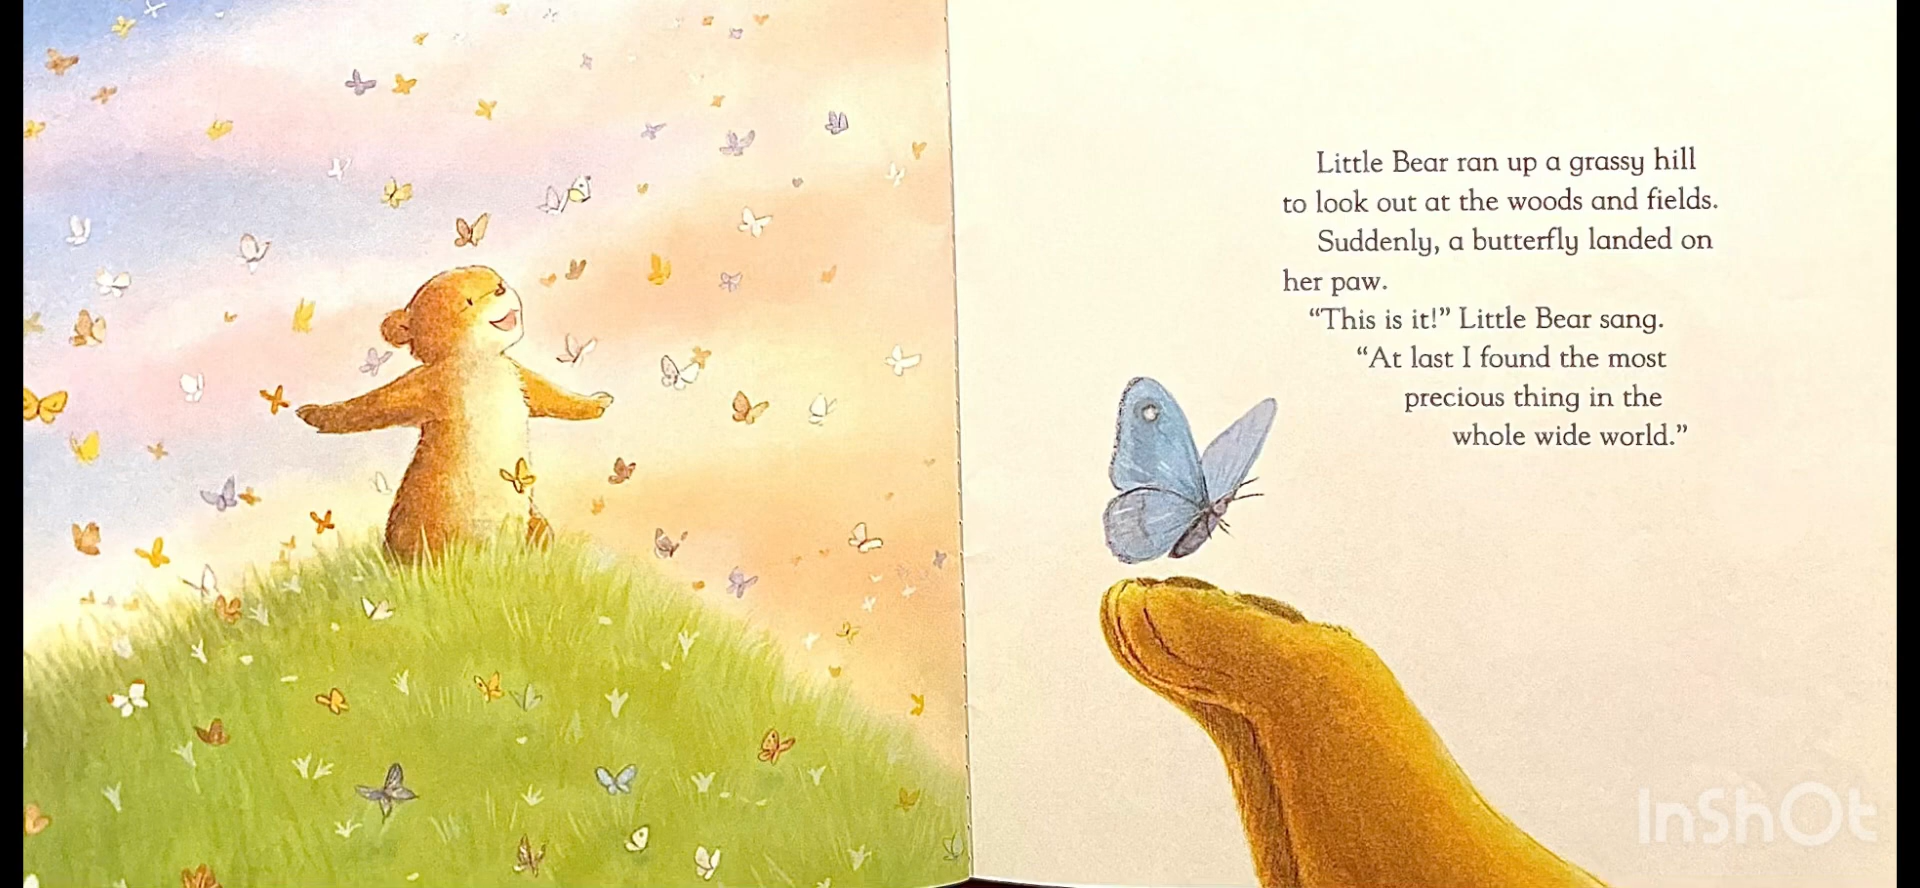 Little Bear ran up a grassy hill
to look out at the woods and fields.
Suddenly, a butterfly landed on
her paw.
“This is it!” Little Bear sang.
“At last I found the most
precious thing in the
whole wide world.”
InShOt